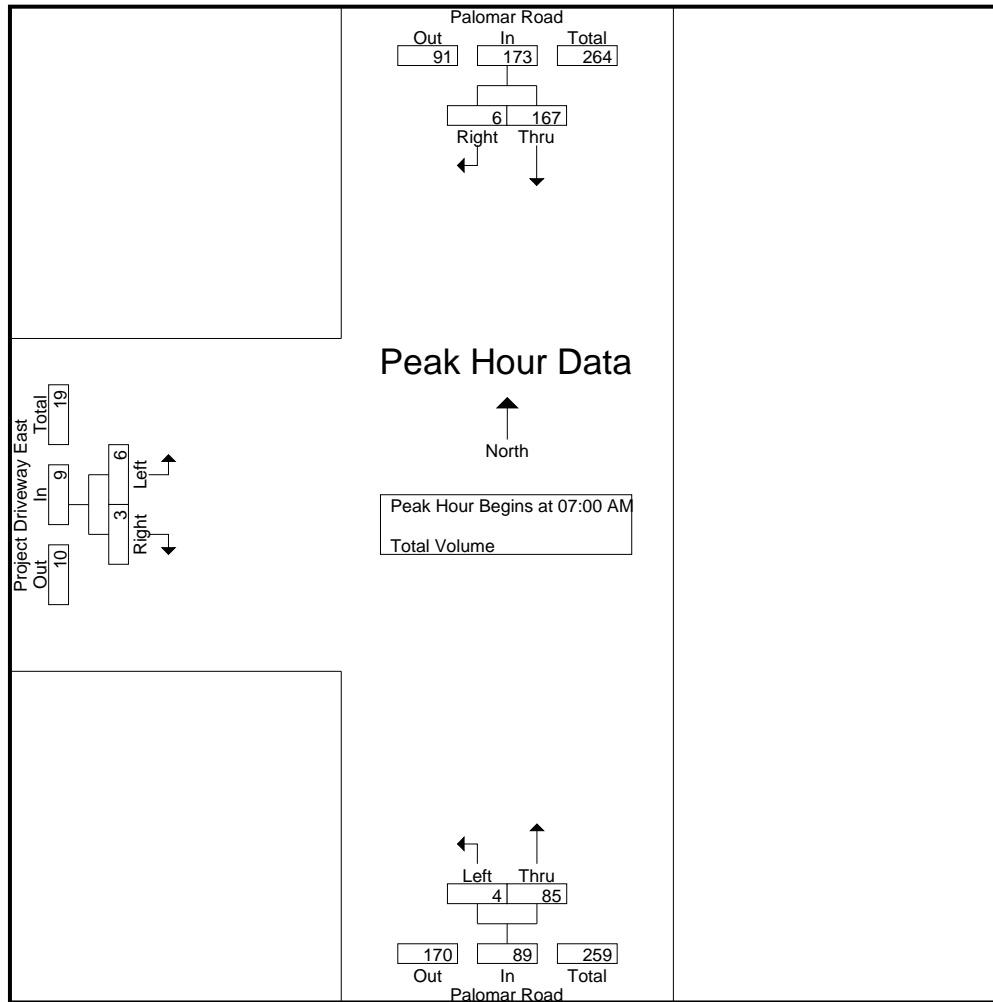 Palomar Road
Out In Total
91 173 264
6 167
Right Thru
Peak Hour Data
North
Peak Hour Begins at 07:00 AM
Total Volume
Project Driveway East
Out In Total
10 9 19
3 6
Right Left
Left Thru
4 85
170 89 259
Out In Total
Palomar Road